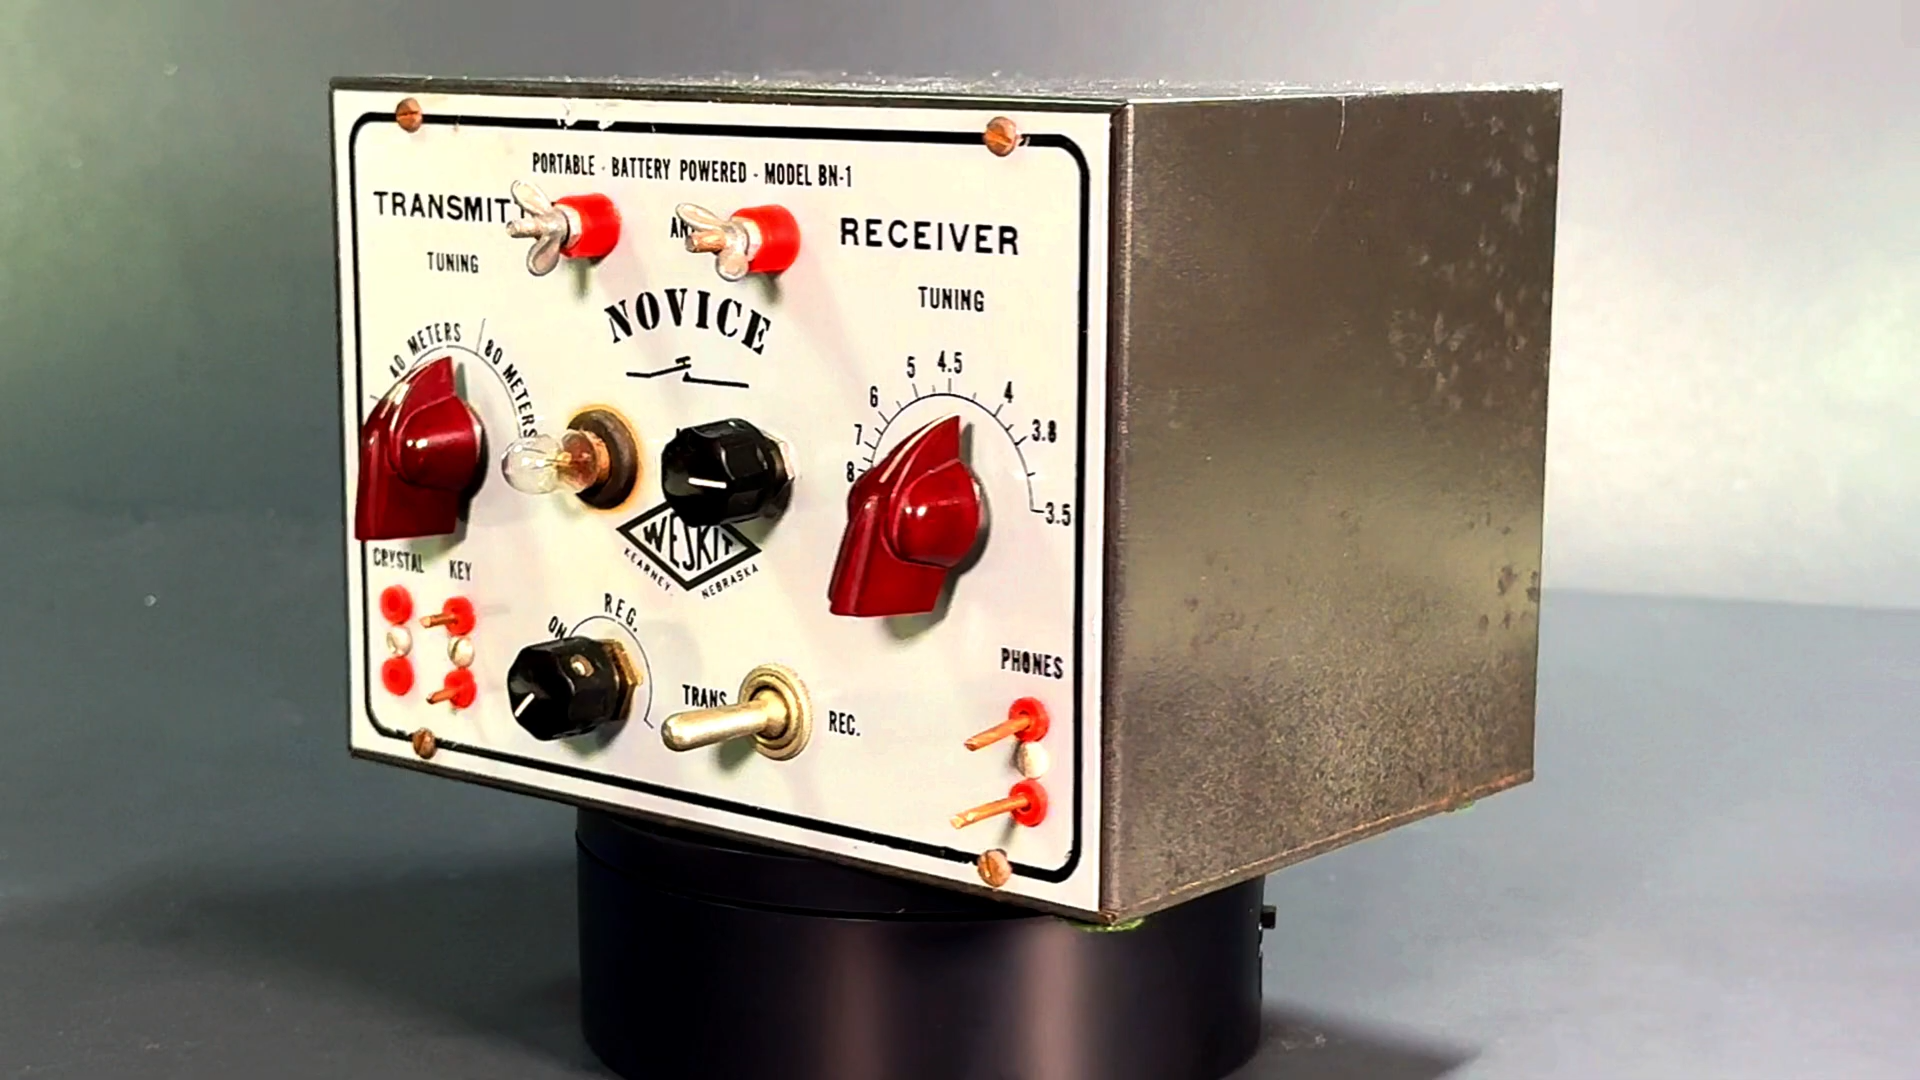 PORTABLE - BATTERY POWERED - MODEL BN-1
TRANSMIT
RECEIVER
TUNING
TUNING
NOVICE
40 METERS
80 METERS
5
4.5
4
6
3.8
7
8
3.5
WESKIT
KEARNEY, NEBRASKA
CRYSTAL
KEY
ON
REG.
PHONES
TRANS.
REC.